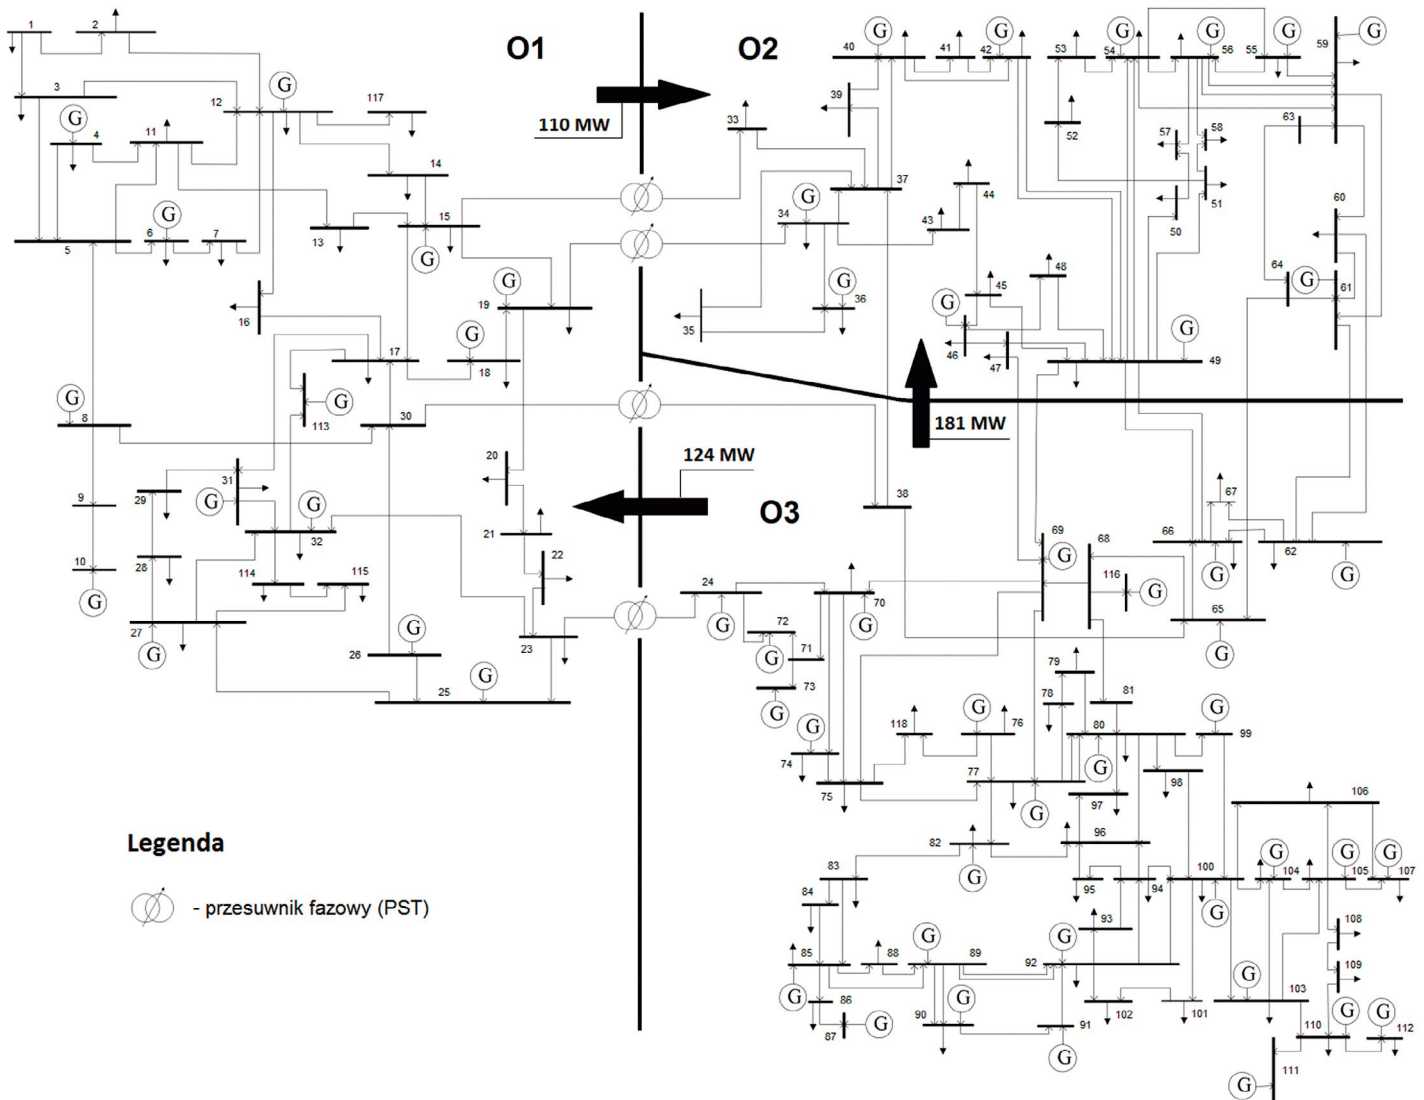 1 2 O1 O2 40 G 41 42 G 53 54 G 56 G 55 G 59 G
3 12 G 117 39
4 G 11 110 MW 33 52 63 57 58
14 37 44 51
5 6 G 7 13 15 G 34 G 43 50 60
16 19 G 35 36 G 45 48 64 G 61
17 18 G G 46 47 G 49
8 G 113 G 30 181 MW
20 124 MW
9 29 31 G G 38 O3 67
32 21 69 G 68 66 G 62 G
10 G 28 114 115 22 24 G 70 G 116 G
27 G 26 G 23 72 G 71 65 G
25 G 73 G 79 78 81
118 G 76 80 G G 99
74 G 75 77 G 97 98
106
Legenda 82 G 96
83 95 94 100 G G 104 G 105 G 107
84 93 108
- przesuwnik fazowy (PST)
85 G 88 G 89 G 92 109
86 G 90 G 103
87 G 91 G 102 101 110 G G 112
G 111